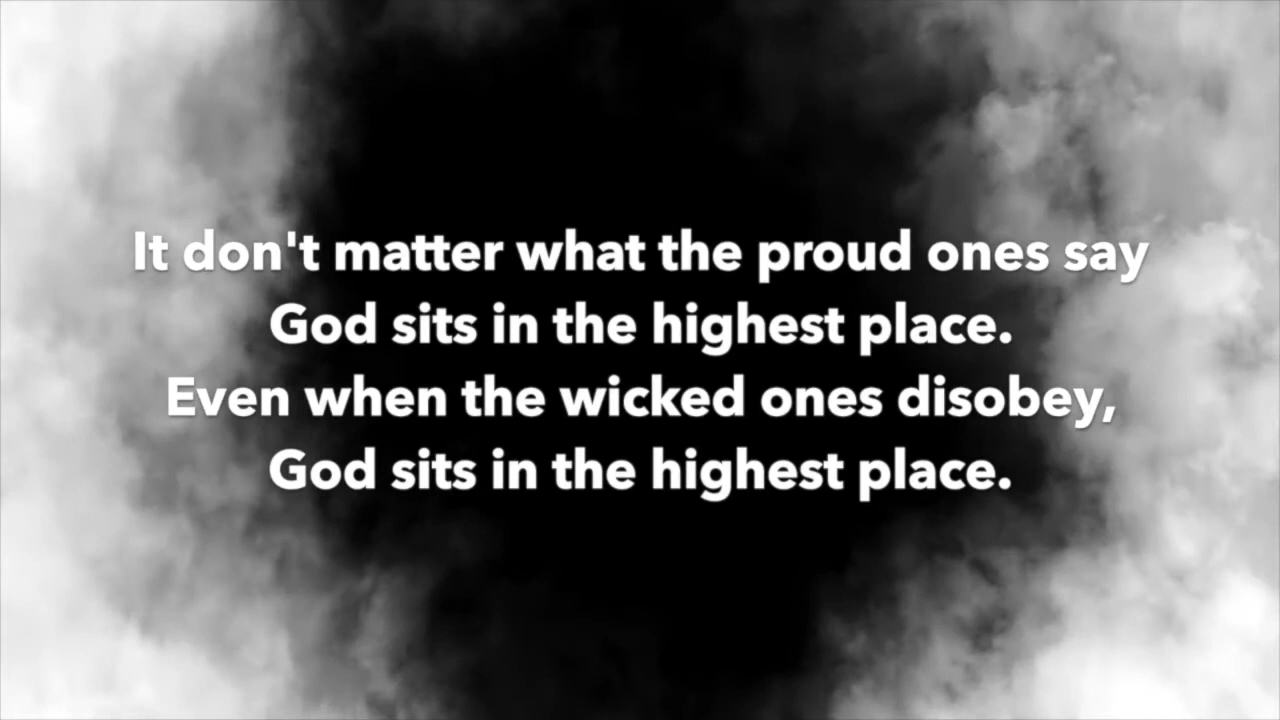 It don't matter what the proud ones say
God sits in the highest place.
Even when the wicked ones disobey,
God sits in the highest place.